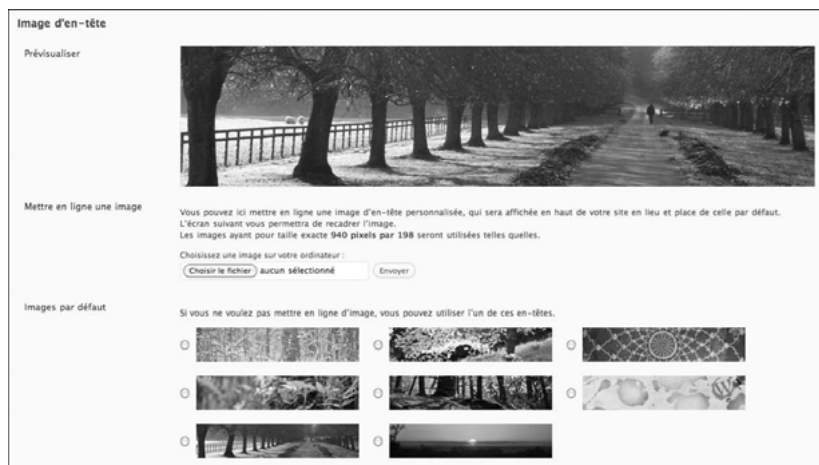 Image d'en-tête
Prévisualiser
Mettre en ligne une image
Vous pouvez ici mettre en ligne une image d'en-tête personnalisée, qui sera affichée en haut de votre site en lieu et place de celle par défaut.
L'écran suivant vous permettra de recadrer l'image.
Les images ayant pour taille exacte 940 pixels par 198 seront utilisées telles quelles.
Choisissez une image sur votre ordinateur :
Choisir le fichier aucun sélectionné Envoyer
Images par défaut
Si vous ne voulez pas mettre en ligne d'image, vous pouvez utiliser l'un de ces en-têtes.